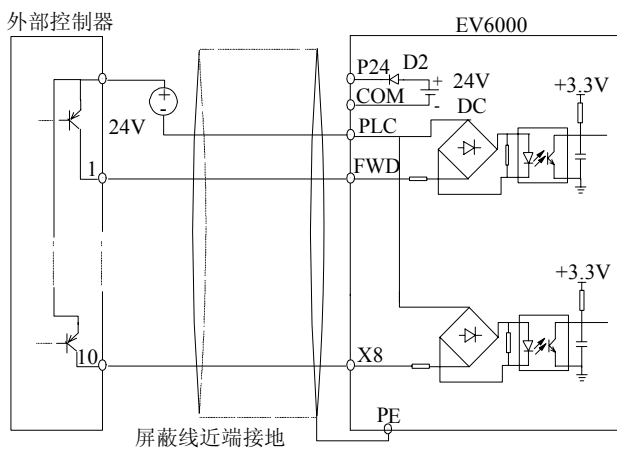 外部控制器
EV6000
P24
D2
+
24V
-
DC
COM
+
-
24V
PLC
+3.3V
1
FWD
+3.3V
10
X8
PE
屏蔽线近端接地